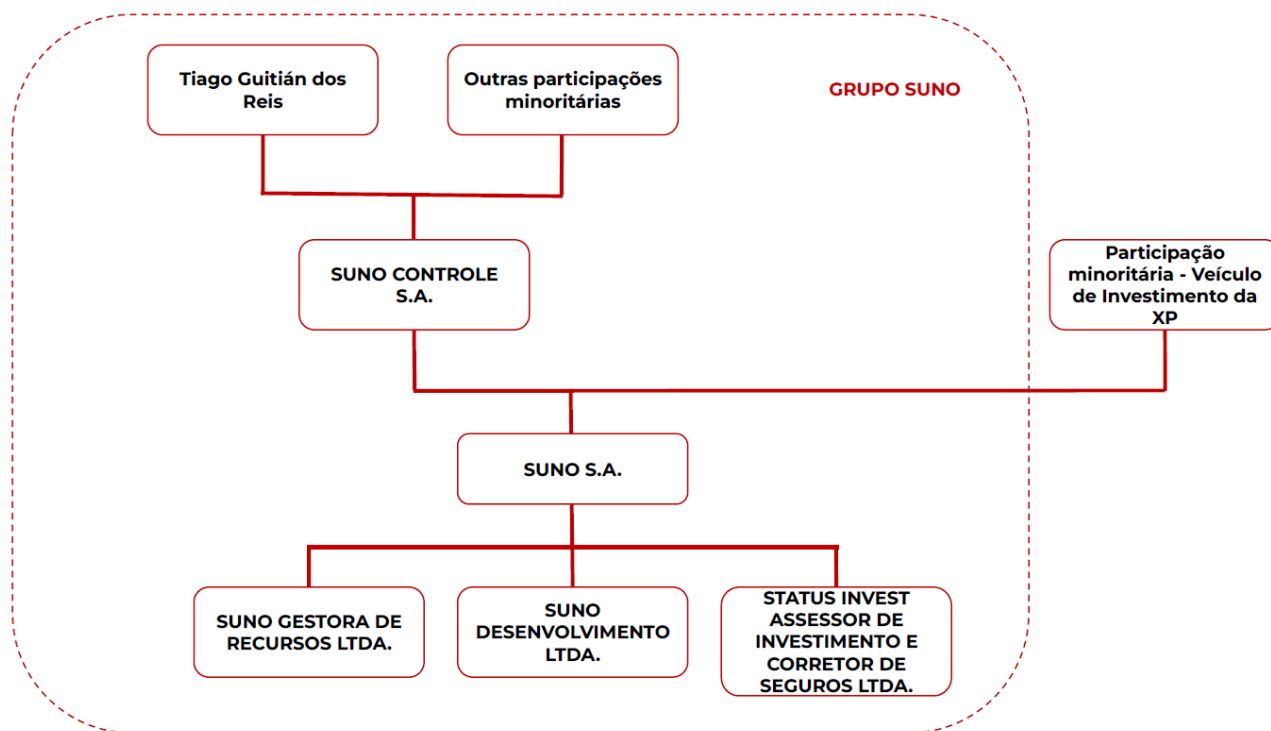 Tiago Guitián dos
Reis
Outras participações
minoritárias
GRUPO SUNO
SUNO CONTROLE
S.A.
Participação
minoritária - Veículo
de Investimento da
XP
SUNO S.A.
SUNO GESTORA DE
RECURSOS LTDA.
SUNO
DESENVOLVIMENTO
LTDA.
STATUS INVEST
ASSESSOR DE
INVESTIMENTO E
CORRETOR DE
SEGUROS LTDA.